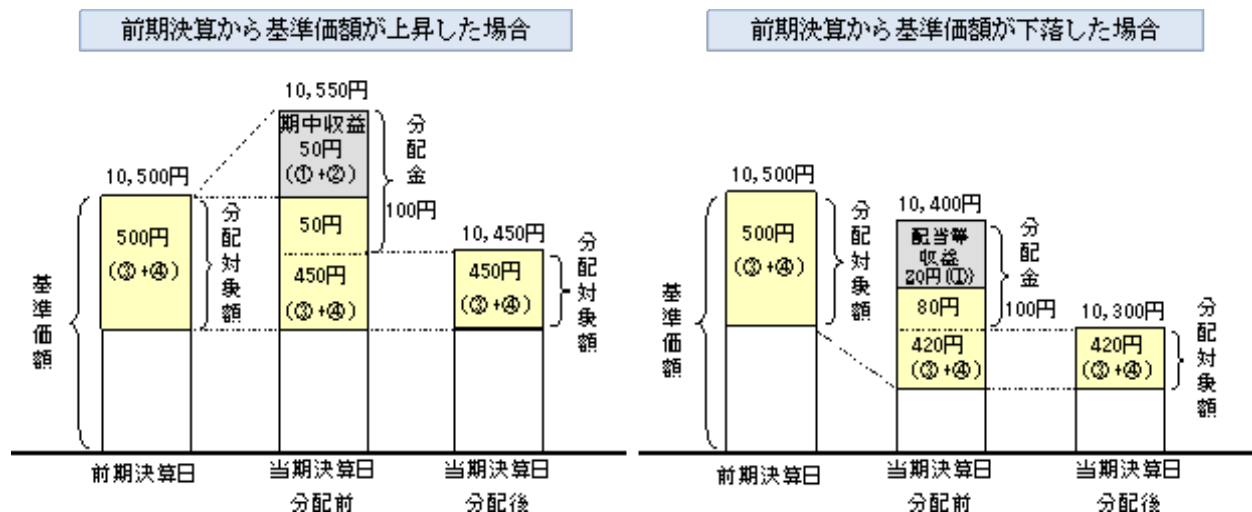 前期決算から基準価額が上昇した場合
10,550円
期中収益
50円
(①+②)
分配金
100円
10,500円
500円
(③+④)
分配対象額
50円
450円
(③+④)
10,450円
450円
(③+④)
分配対象額
基準価額
前期決算日
当期決算日
分配前
当期決算日
分配後
前期決算から基準価額が下落した場合
10,500円
500円
(③+④)
分配対象額
10,400円
配当等
収益
20円(①)
分配金
100円
80円
420円
(③+④)
10,300円
420円
(③+④)
分配対象額
基準価額
前期決算日
当期決算日
分配前
当期決算日
分配後